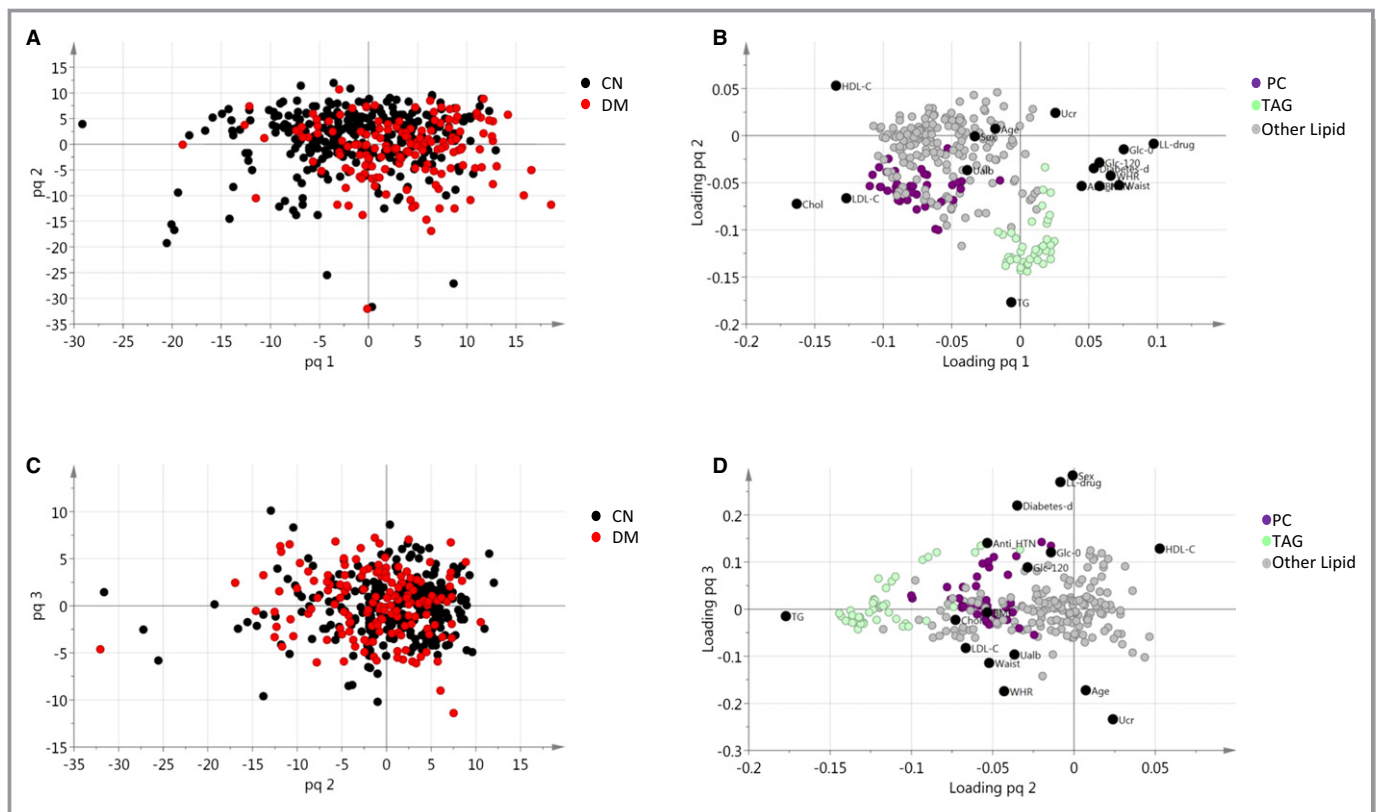 A
15
10
5
0
-5
-10
-15
-20
-25
-30
-35
-30 -25 -20 -15 -10 -5 0 5 10 15
pq 2
pq 1
CN
DM
B
0.05
0
-0.05
-0.1
-0.15
-0.2
-0.2 -0.15 -0.1 -0.05 0 0.05 0.1
Loading pq 2
Loading pq 1
HDL-C
Ucr
Age
Sex
LL-drug
Glc-0
Glc-120
Diabetes-d
WHR
Waist
Ualb
LDL-C
Chol
TG
PC
TAG
Other Lipid
C
10
5
0
-5
-10
-15
-35 -30 -25 -20 -15 -10 -5 0 5 10 15
pq 3
pq 2
CN
DM
D
0.2
0.1
0
-0.1
-0.2
-0.3
-0.2 -0.15 -0.1 -0.05 0 0.05
Loading pq 3
Loading pq 2
Sex
LL-drug
Diabetes-d
Anti_HTN
Glc-0
HDL-C
Glc-120
TG
Chol
LDL-C
Ualb
Waist
WHR
Age
Ucr
PC
TAG
Other Lipid